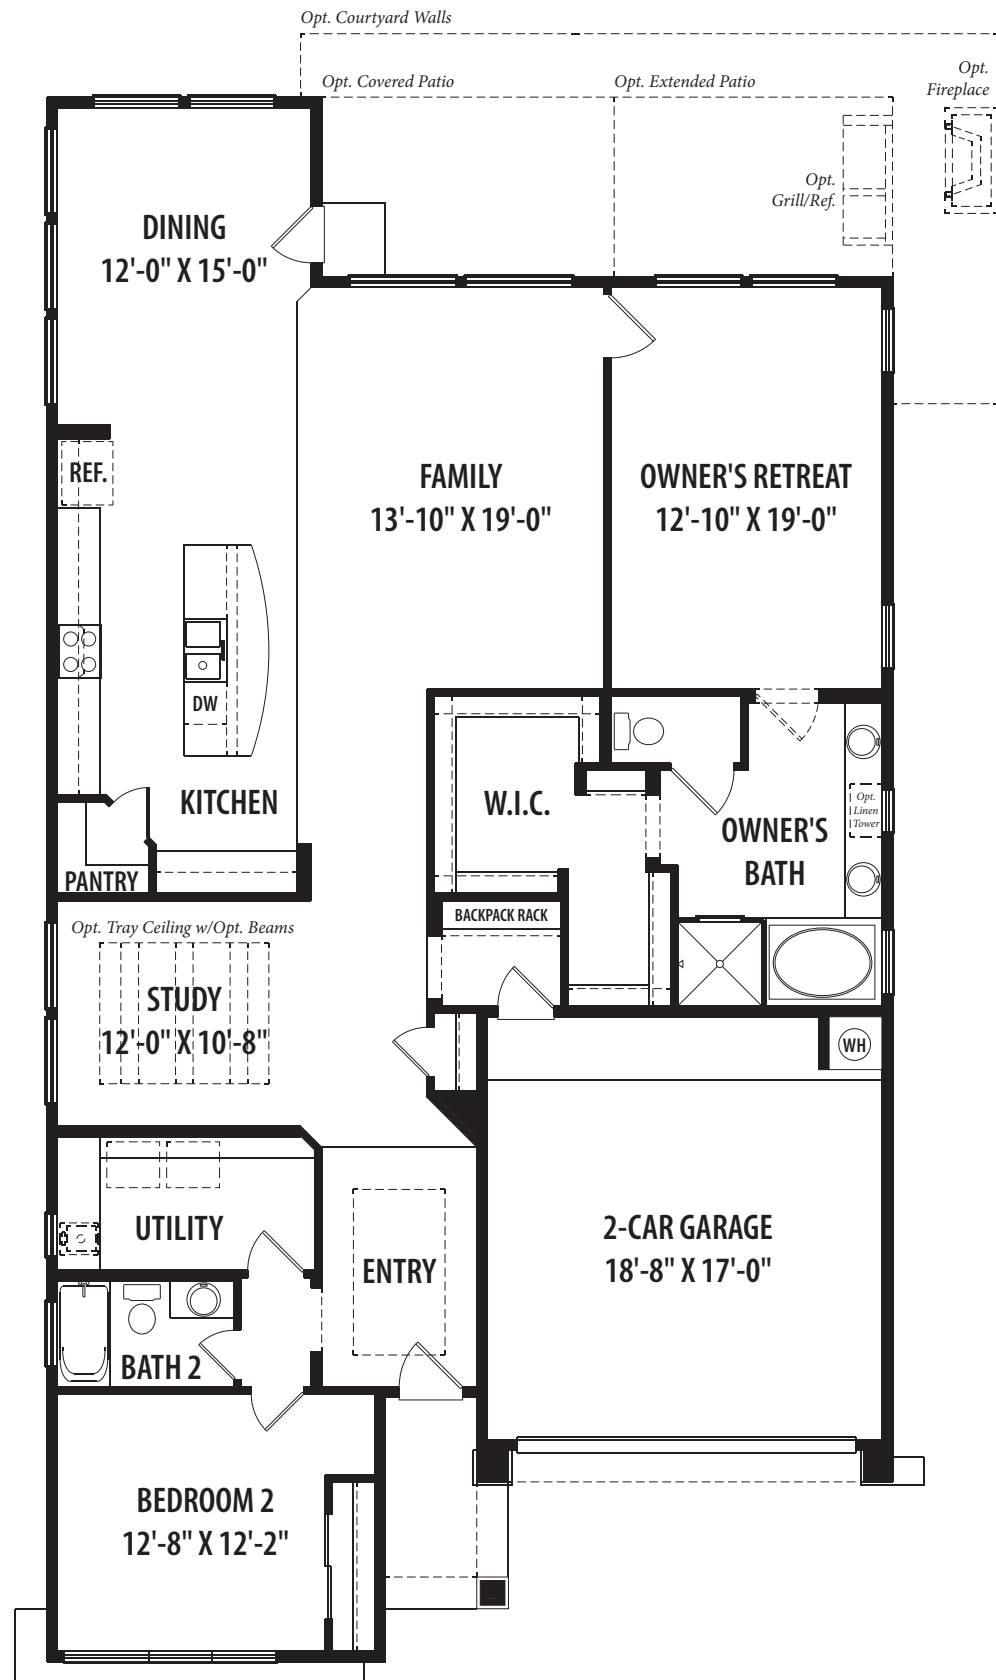 Opt. Courtyard Walls
Opt. Covered Patio
Opt. Extended Patio
Opt.
Fireplace
Opt.
Grill/Ref.
DINING
12'-0" X 15'-0"
REF.
FAMILY
13'-10" X 19'-0"
OWNER'S RETREAT
12'-10" X 19'-0"
DW
KITCHEN
W.I.C.
Opt.
Linen
Tower
OWNER'S
BATH
PANTRY
BACKPACK RACK
Opt. Tray Ceiling w/Opt. Beams
STUDY
12'-0" X 10'-8"
WH
UTILITY
ENTRY
2-CAR GARAGE
18'-8" X 17'-0"
BATH 2
BEDROOM 2
12'-8" X 12'-2"